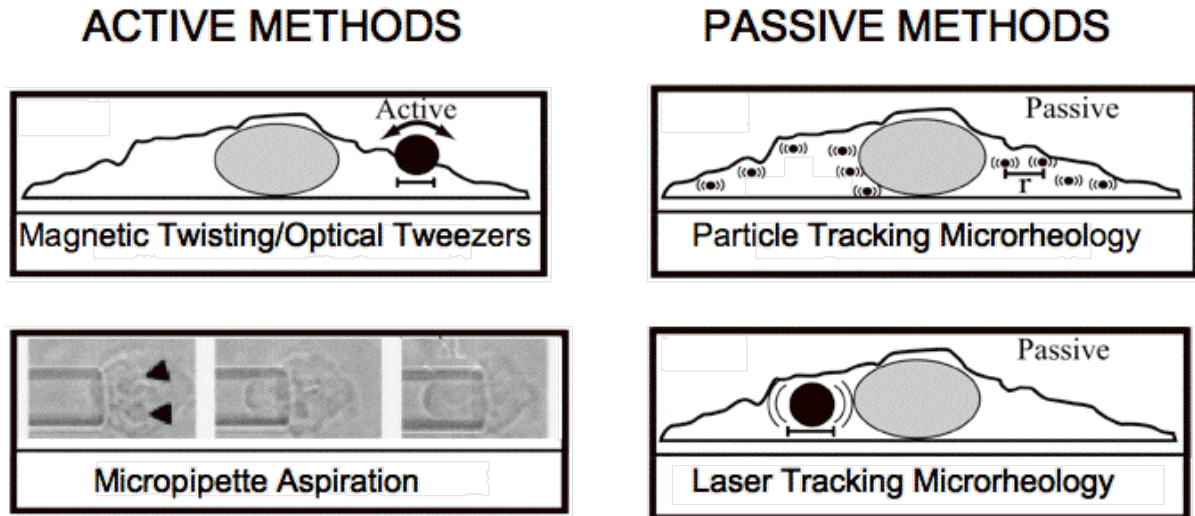 ACTIVE METHODS
PASSIVE METHODS
Active
Magnetic Twisting/Optical Tweezers
Passive
r
Particle Tracking Microrheology
Micropipette Aspiration
Passive
Laser Tracking Microrheology